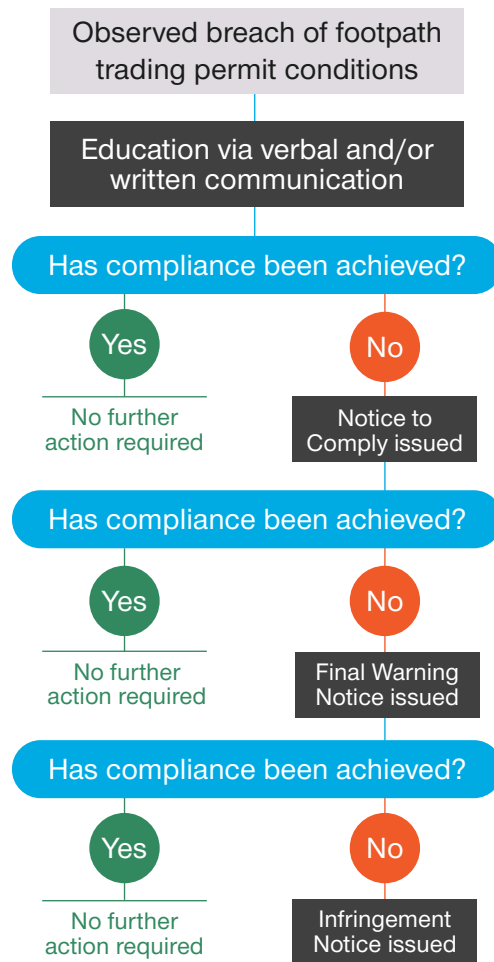 Observed breach of footpath
trading permit conditions
Education via verbal and/or
written communication
Has compliance been achieved?
Yes
No
No further
action required
Notice to
Comply issued
Has compliance been achieved?
Yes
No
No further
action required
Final Warning
Notice issued
Has compliance been achieved?
Yes
No
No further
action required
Infringement
Notice issued